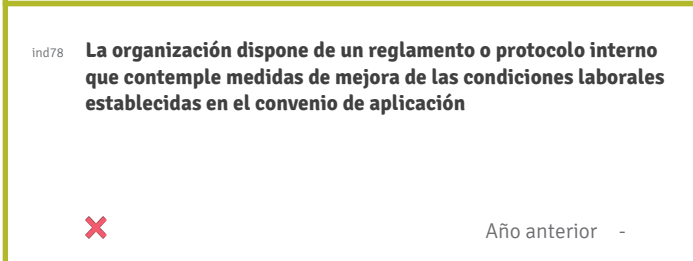 ind78 La organización dispone de un reglamento o protocolo interno
que contemple medidas de mejora de las condiciones laborales
establecidas en el convenio de aplicación
Año anterior -